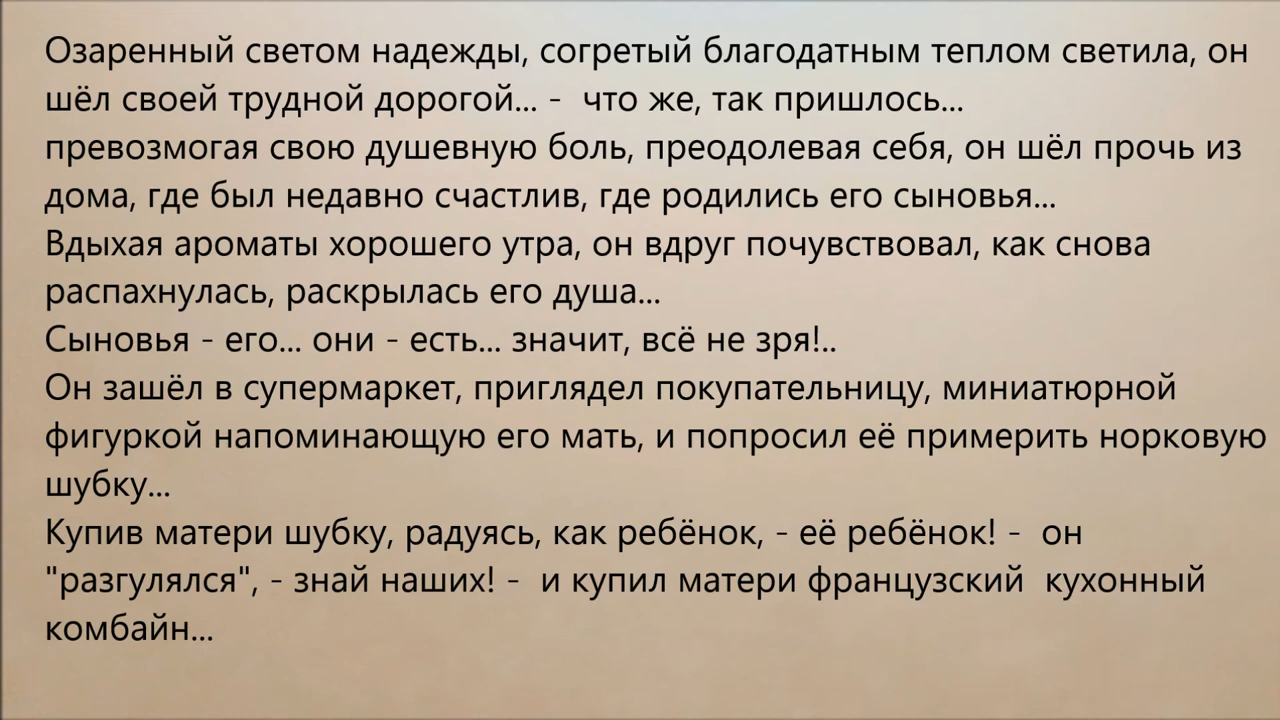 Озаренный светом надежды, согретый благодатным теплом светила, он
шёл своей трудной дорогой... -  что же, так пришлось...
превозмогая свою душевную боль, преодолевая себя, он шёл прочь из
дома, где был недавно счастлив, где родились его сыновья...
Вдыхая ароматы хорошего утра, он вдруг почувствовал, как снова
распахнулась, раскрылась его душа...
Сыновья - его... они - есть... значит, всё не зря!..
Он зашёл в супермаркет, приглядел покупательницу, миниатюрной
фигуркой напоминающую его мать, и попросил её примерить норковую
шубку...
Купив матери шубку, радуясь, как ребёнок, - её ребёнок! -  он
"разгулялся", - знай наших! -  и купил матери французский  кухонный
комбайн...